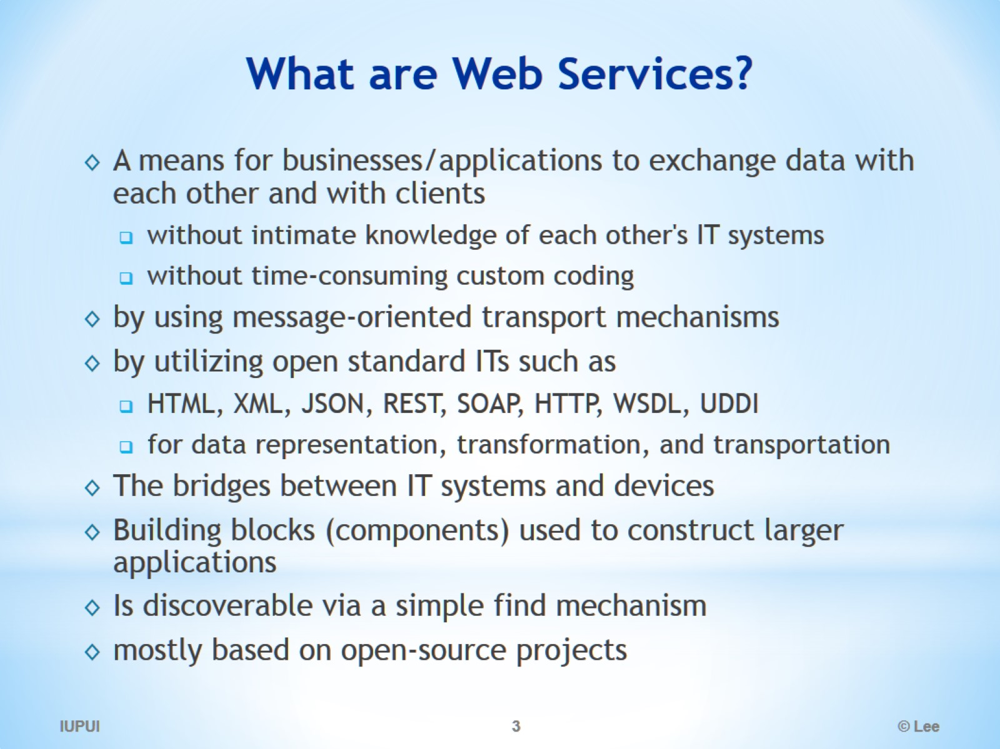 What are Web Services?
◇ A means for businesses/applications to exchange data with
each other and with clients
❑ without intimate knowledge of each other's IT systems
❑ without time-consuming custom coding
◇ by using message-oriented transport mechanisms
◇ by utilizing open standard ITs such as
❑ HTML, XML, JSON, REST, SOAP, HTTP, WSDL, UDDI
❑ for data representation, transformation, and transportation
◇ The bridges between IT systems and devices
◇ Building blocks (components) used to construct larger
applications
◇ Is discoverable via a simple find mechanism
◇ mostly based on open-source projects
IUPUI 3 © Lee